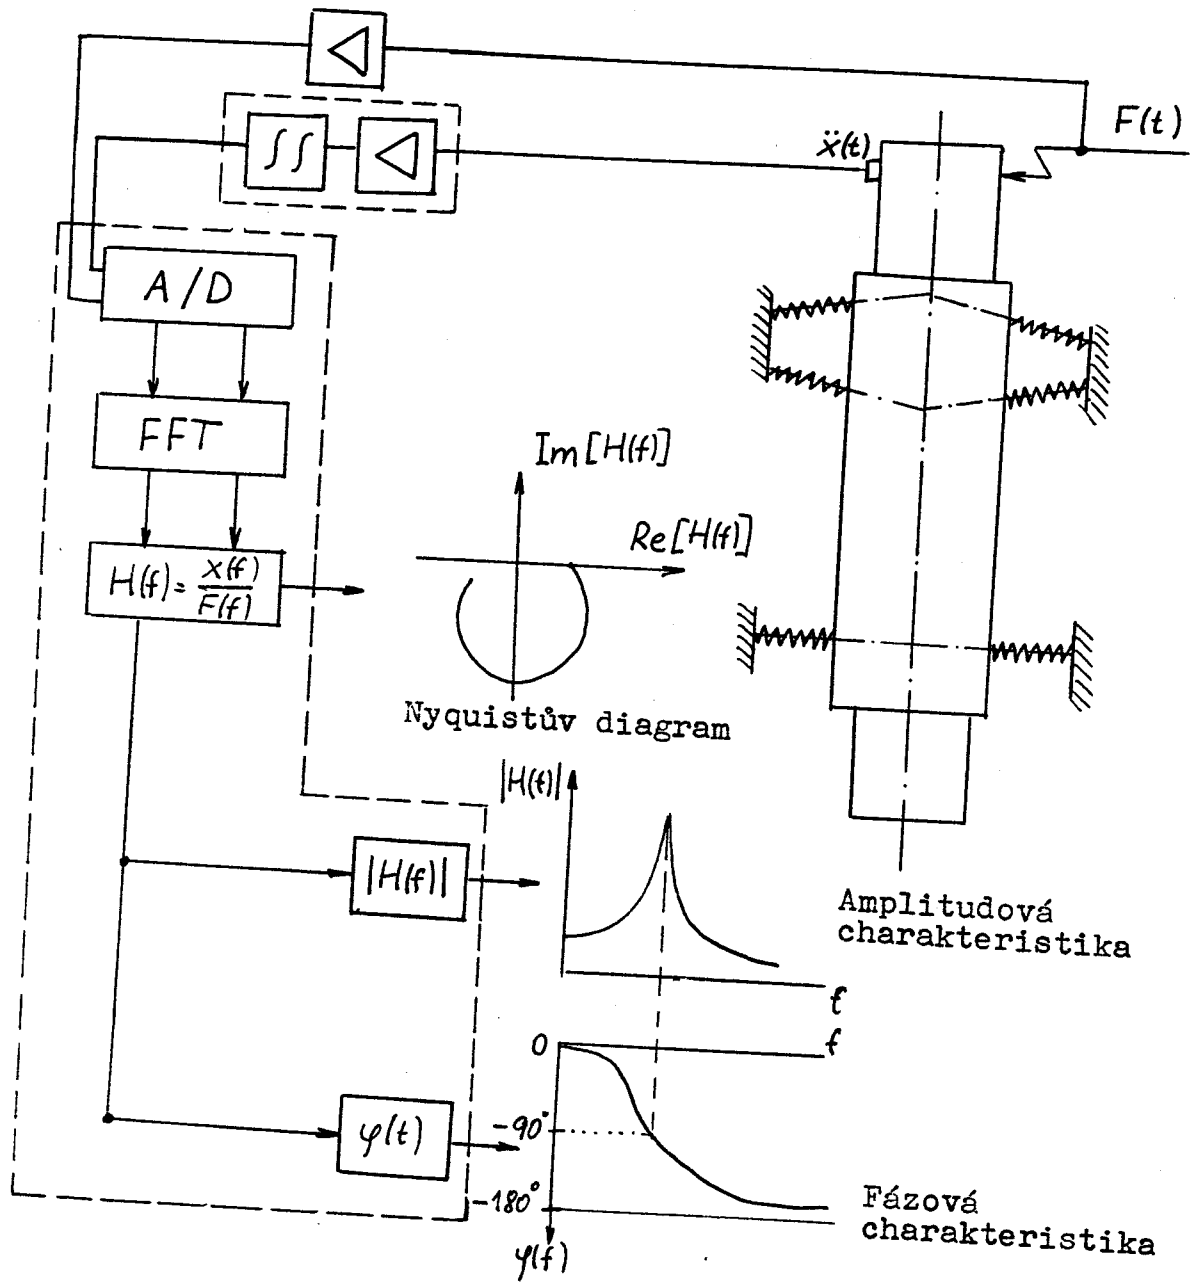 F(t)
ẍ(t)
∫∫
A/D
FFT
H(f)=X(f)/F(f)
Im[H(f)]
Re[H(f)]
Nyquistův diagram
|H(f)|
|H(f)|
f
Amplitudová
charakteristika
0
f
-90°
φ(t)
-180°
φ(f)
Fázová
charakteristika